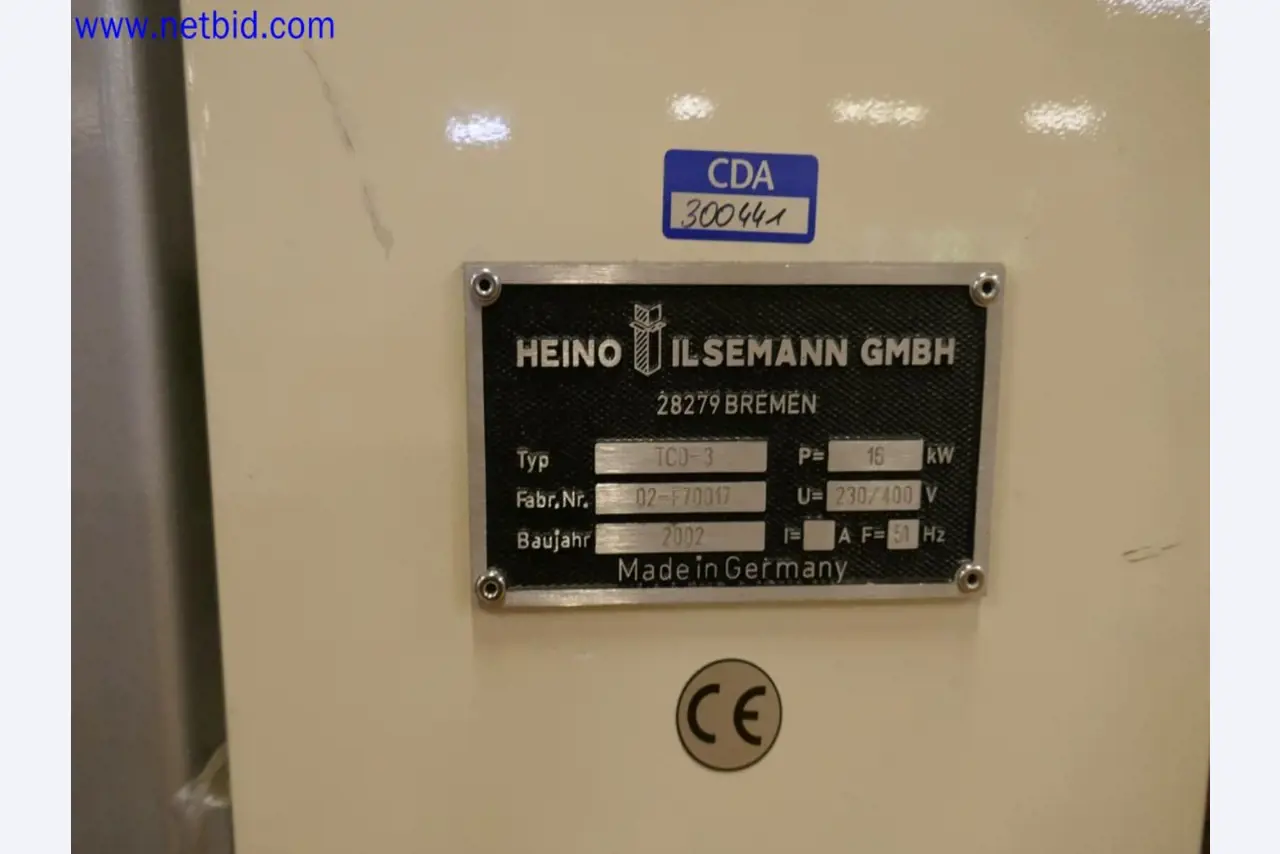 www.netbid.com
CDA
300441
HEINO ILSEMANN GMBH
28279 BREMEN
Typ TCD-3 P= 16 kW
Fabr.Nr. 02-F70017 U= 230/400 V
Baujahr 2002 I= A F= 50 Hz
Made in Germany
CE